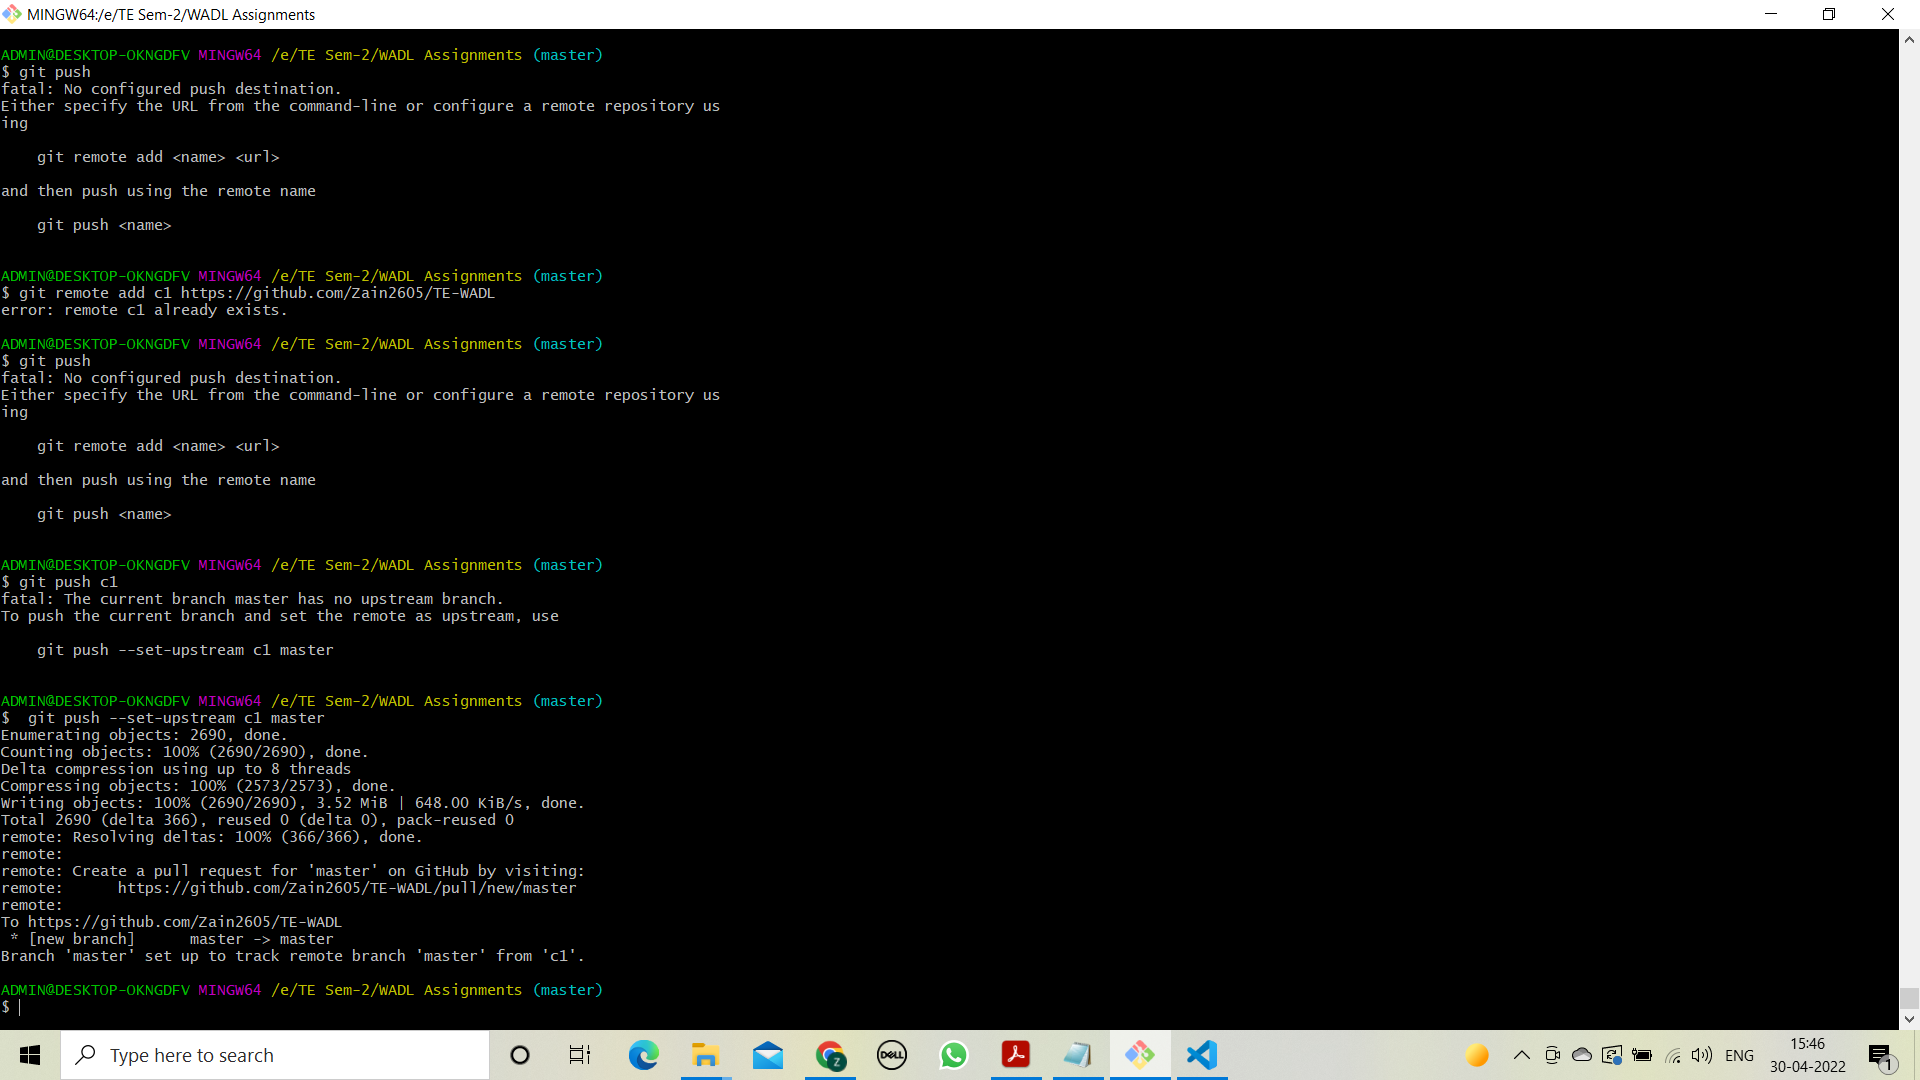 MINGW64:/e/TE Sem-2/WADL Assignments
ADMIN@DESKTOP-OKNGDFV MINGW64 /e/TE Sem-2/WADL Assignments (master)
$ git push
fatal: No configured push destination.
Either specify the URL from the command-line or configure a remote repository us
ing
git remote add <name> <url>
and then push using the remote name
git push <name>
ADMIN@DESKTOP-OKNGDFV MINGW64 /e/TE Sem-2/WADL Assignments (master)
$ git remote add c1 https://github.com/Zain2605/TE-WADL
error: remote c1 already exists.
ADMIN@DESKTOP-OKNGDFV MINGW64 /e/TE Sem-2/WADL Assignments (master)
$ git push
fatal: No configured push destination.
Either specify the URL from the command-line or configure a remote repository us
ing
git remote add <name> <url>
and then push using the remote name
git push <name>
ADMIN@DESKTOP-OKNGDFV MINGW64 /e/TE Sem-2/WADL Assignments (master)
$ git push c1
fatal: The current branch master has no upstream branch.
To push the current branch and set the remote as upstream, use
git push --set-upstream c1 master
ADMIN@DESKTOP-OKNGDFV MINGW64 /e/TE Sem-2/WADL Assignments (master)
$  git push --set-upstream c1 master
Enumerating objects: 2690, done.
Counting objects: 100% (2690/2690), done.
Delta compression using up to 8 threads
Compressing objects: 100% (2573/2573), done.
Writing objects: 100% (2690/2690), 3.52 MiB | 648.00 KiB/s, done.
Total 2690 (delta 366), reused 0 (delta 0), pack-reused 0
remote: Resolving deltas: 100% (366/366), done.
remote:
remote: Create a pull request for 'master' on GitHub by visiting:
remote:      https://github.com/Zain2605/TE-WADL/pull/new/master
remote:
To https://github.com/Zain2605/TE-WADL
* [new branch]      master -> master
Branch 'master' set up to track remote branch 'master' from 'c1'.
ADMIN@DESKTOP-OKNGDFV MINGW64 /e/TE Sem-2/WADL Assignments (master)
$
Type here to search
DELL
Z
ENG
15:46
30-04-2022
1